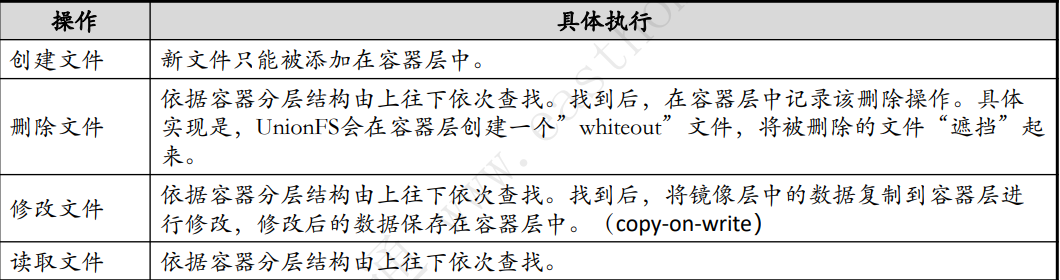 操作 具体执行
创建文件 新文件只能被添加在容器层中。
依据容器分层结构由上往下依次查找。找到后，在容器层中记录该删除操作。具体
删除文件 实现是，UnionFS会在容器层创建一个”whiteout”文件，将被删除的文件“遮挡”起
来。
修改文件 依据容器分层结构由上往下依次查找。找到后，将镜像层中的数据复制到容器层进
行修改，修改后的数据保存在容器层中。（copy-on-write）
读取文件 依据容器分层结构由上往下依次查找。